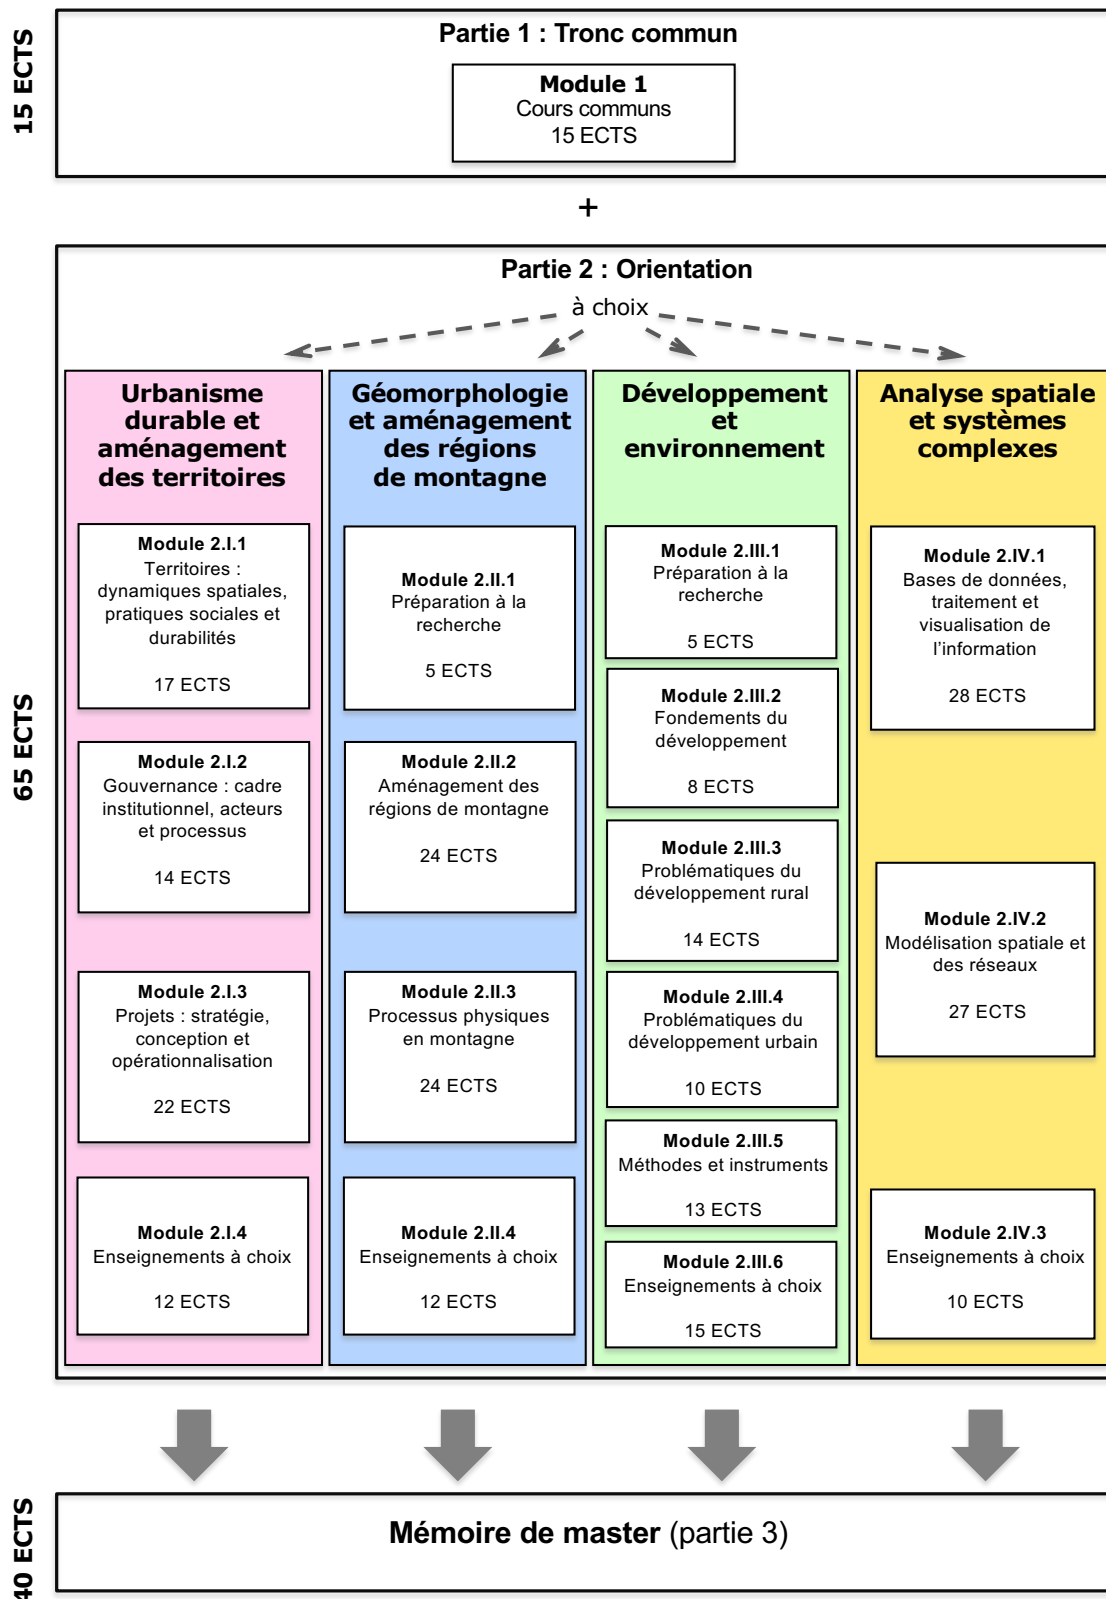 15 ECTS
Partie 1 : Tronc commun
Module 1
Cours communs
15 ECTS
+
65 ECTS
Partie 2 : Orientation
à choix
Urbanisme
durable et
aménagement
des territoires
Module 2.I.1
Territoires :
dynamiques spatiales,
pratiques sociales et
durabilités
17 ECTS
Module 2.I.2
Gouvernance : cadre
institutionnel, acteurs
et processus
14 ECTS
Module 2.I.3
Projets : stratégie,
conception et
opérationnalisation
22 ECTS
Module 2.I.4
Enseignements à choix
12 ECTS
Géomorphologie
et aménagement
des régions
de montagne
Module 2.II.1
Préparation à la
recherche
5 ECTS
Module 2.II.2
Aménagement des
régions de montagne
24 ECTS
Module 2.II.3
Processus physiques
en montagne
24 ECTS
Module 2.II.4
Enseignements à choix
12 ECTS
Développement
et
environnement
Module 2.III.1
Préparation à la
recherche
5 ECTS
Module 2.III.2
Fondements du
développement
8 ECTS
Module 2.III.3
Problématiques du
développement rural
14 ECTS
Module 2.III.4
Problématiques du
développement urbain
10 ECTS
Module 2.III.5
Méthodes et instruments
13 ECTS
Module 2.III.6
Enseignements à choix
15 ECTS
Analyse spatiale
et systèmes
complexes
Module 2.IV.1
Bases de données,
traitement et
visualisation de
l'information
28 ECTS
Module 2.IV.2
Modélisation spatiale et
des réseaux
27 ECTS
Module 2.IV.3
Enseignements à choix
10 ECTS
40 ECTS
Mémoire de master (partie 3)